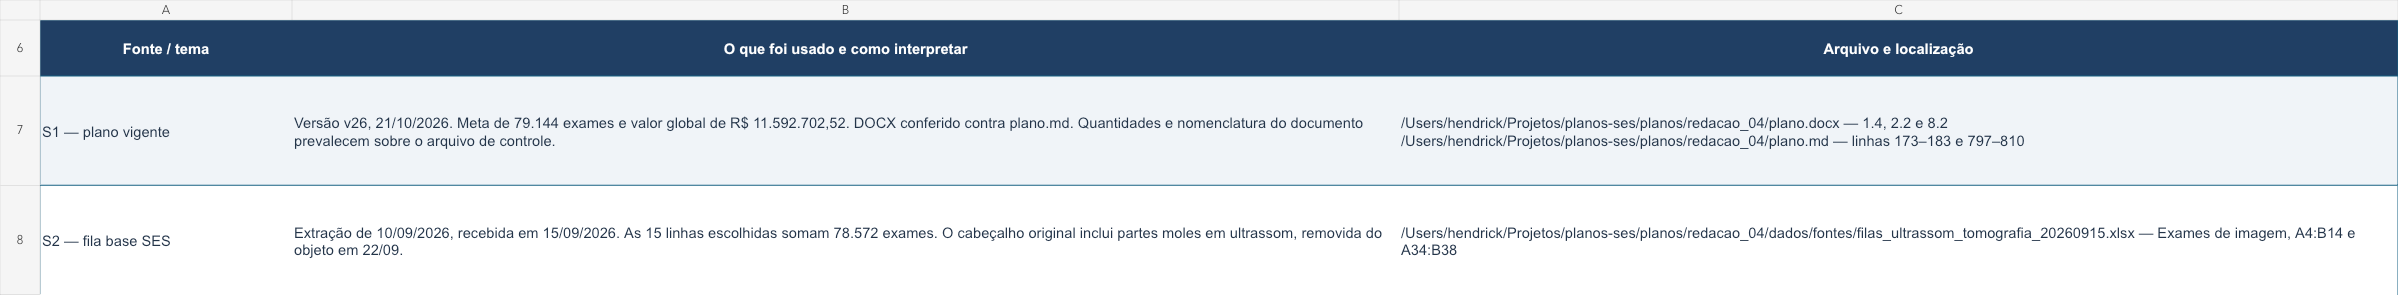 A B C
6 Fonte / tema O que foi usado e como interpretar Arquivo e localização
7 S1 — plano vigente
Versão v26, 21/10/2026. Meta de 79.144 exames e valor global de R$ 11.592.702,52. DOCX conferido contra plano.md. Quantidades e nomenclatura do documento
prevalecem sobre o arquivo de controle.
/Users/hendrick/Projetos/planos-ses/planos/redacao_04/plano.docx — 1.4, 2.2 e 8.2
/Users/hendrick/Projetos/planos-ses/planos/redacao_04/plano.md — linhas 173–183 e 797–810
8 S2 — fila base SES
Extração de 10/09/2026, recebida em 15/09/2026. As 15 linhas escolhidas somam 78.572 exames. O cabeçalho original inclui partes moles em ultrassom, removida do
objeto em 22/09.
/Users/hendrick/Projetos/planos-ses/planos/redacao_04/dados/fontes/filas_ultrassom_tomografia_20260915.xlsx — Exames de imagem, A4:B14 e
A34:B38